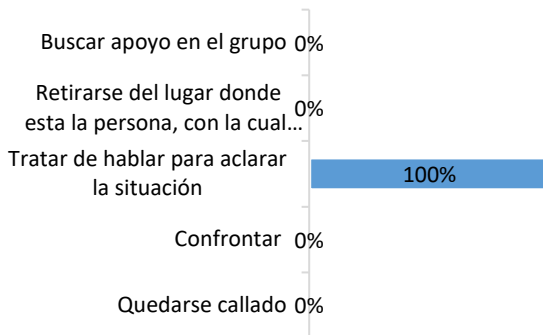 Buscar apoyo en el grupo 0%
Retirarse del lugar donde
esta la persona, con la cual… 0%
Tratar de hablar para aclarar
la situación 100%
Confrontar 0%
Quedarse callado 0%